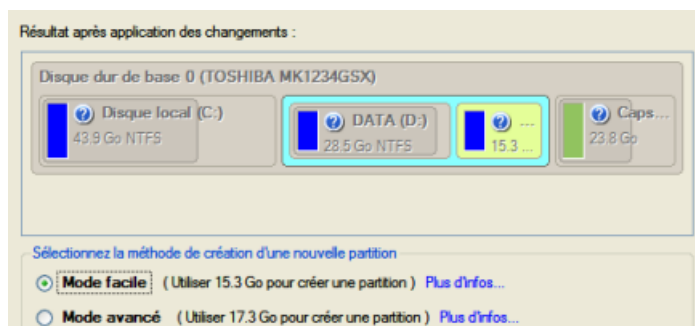 Résultat après application des changements :
Disque dur de base 0 (TOSHIBA MK1234GSX)
Disque local (C:)
43.9 Go NTFS
DATA (D:)
28.5 Go NTFS
...
15.3 ...
Caps...
23.8 Go
Sélectionnez la méthode de création d'une nouvelle partition
Mode facile ( Utiliser 15.3 Go pour créer une partition ) Plus d'infos...
Mode avancé ( Utiliser 17.3 Go pour créer une partition ) Plus d'infos...